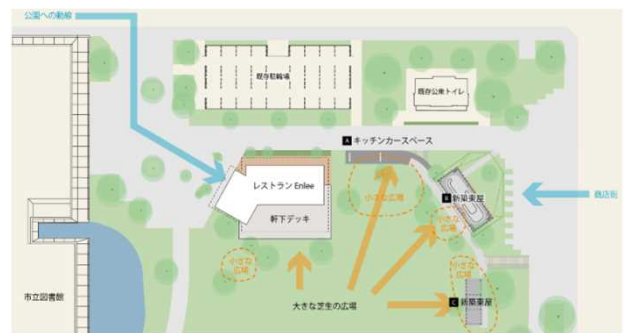 公園への動線
既存駐輪場
既存公衆トイレ
A キッチンカースペース
レストラン Enlee
小さな広場
B 新築東屋
商店街
軒下デッキ
小さな
広場
小さな
広場
小さな
広場
市立図書館
大きな芝生の広場
C 新築東屋